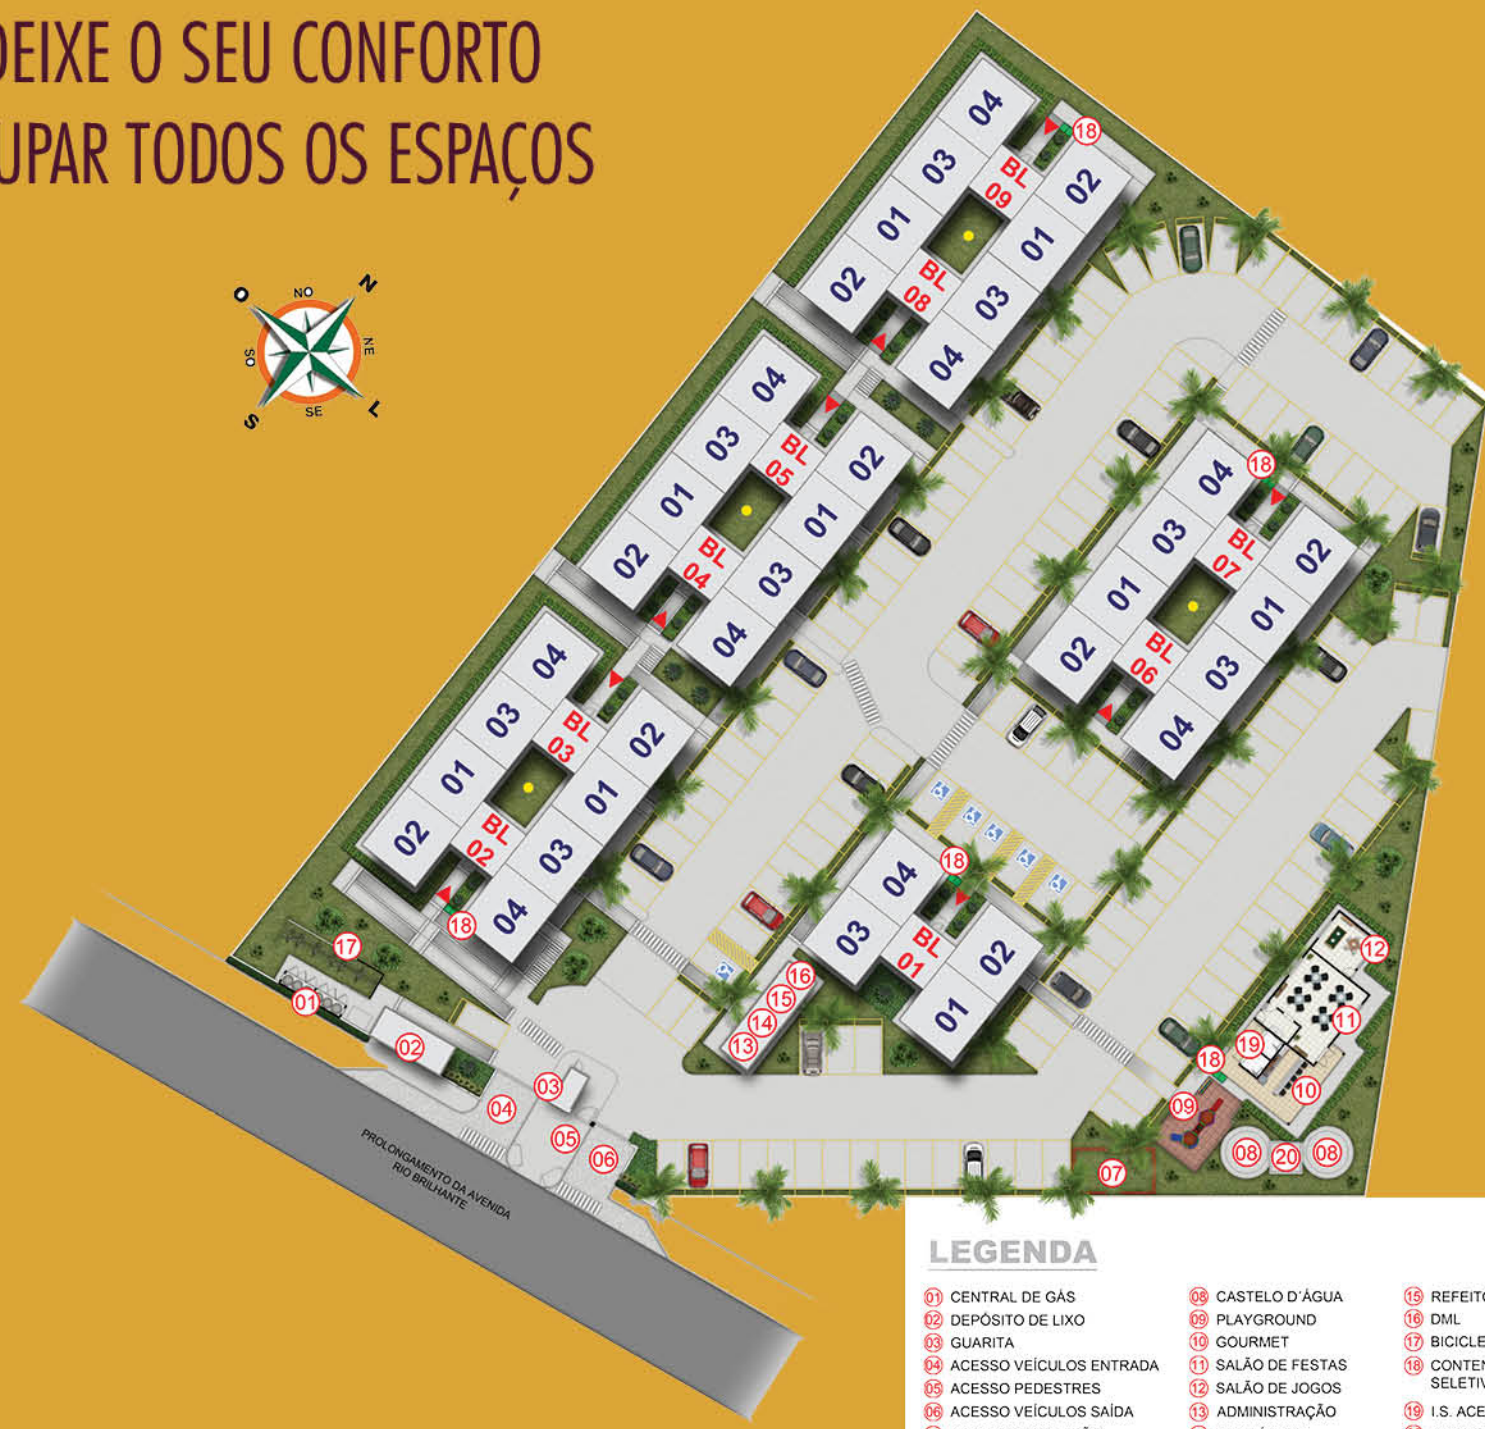 DEIXE O SEU CONFORTO
UPAR TODOS OS ESPAÇOS
N
NE
L
SE
S
SO
O
NO
04
03
01
02
BL
09
BL
08
02
01
03
04
18
04
03
01
02
BL
05
BL
04
02
01
03
04
04
03
01
02
BL
03
BL
02
02
01
03
04
18
04
03
01
02
BL
07
BL
06
02
01
03
04
18
04
03
BL
01
02
01
18
17
01
02
03
04
05
06
16
15
14
13
12
11
19
10
18
09
08
20
08
07
PROLONGAMENTO DA AVENIDA
RIO BRILHANTE
LEGENDA
01 CENTRAL DE GÁS
02 DEPÓSITO DE LIXO
03 GUARITA
04 ACESSO VEÍCULOS ENTRADA
05 ACESSO PEDESTRES
06 ACESSO VEÍCULOS SAÍDA
08 CASTELO D´ÁGUA
09 PLAYGROUND
10 GOURMET
11 SALÃO DE FESTAS
12 SALÃO DE JOGOS
13 ADMINISTRAÇÃO
15 REFEITO
16 DML
17 BICICLE
18 CONTEN
SELETIV
19 I.S. ACE